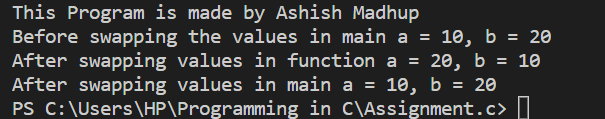 This Program is made by Ashish Madhup
Before swapping the values in main a = 10, b = 20
After swapping values in function a = 20, b = 10
After swapping values in main a = 10, b = 20
PS C:\Users\HP\Programming in C\Assignment.c>